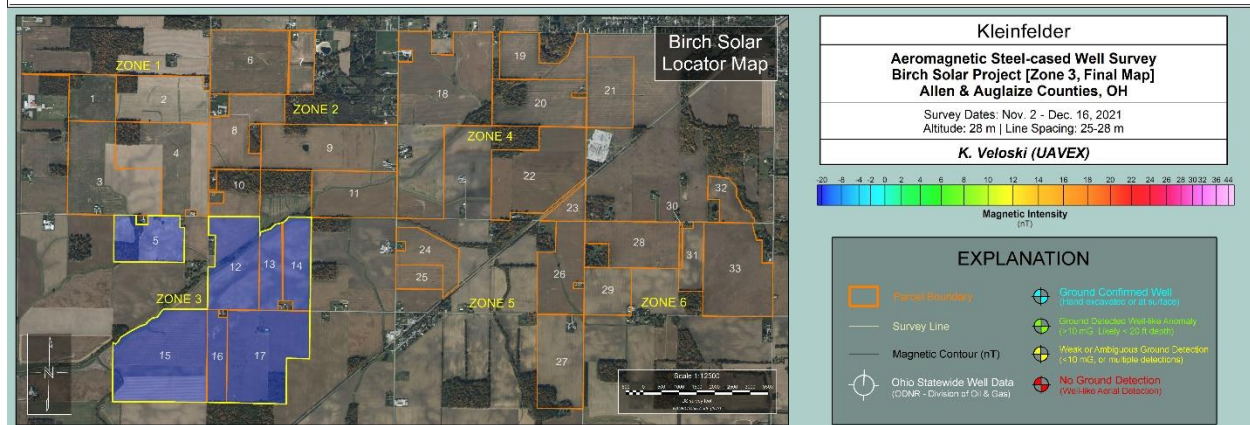 Birch Solar
Locator Map
ZONE 1
ZONE 2
ZONE 3
ZONE 4
ZONE 5
ZONE 6
1
2
3
4
5
6
7
8
9
10
11
12
13
14
15
16
17
18
19
20
21
22
23
24
25
26
27
28
29
30
31
32
33
N
Scale 1:12500
Kleinfelder
Aeromagnetic Steel-cased Well Survey
Birch Solar Project [Zone 3, Final Map]
Allen & Auglaize Counties, OH
Survey Dates: Nov. 2 - Dec. 16, 2021
Altitude: 28 m | Line Spacing: 25-28 m
K. Veloski (UAVEX)
-20 -8 -6 -4 -2 0 2 4 6 8 10 12 14 16 18 20 22 24 26 28 30 32 36 44
Magnetic Intensity
(nT)
EXPLANATION
Parcel Boundary
Survey Line
Magnetic Contour (nT)
Ohio Statewide Well Data
(ODNR - Division of Oil & Gas)
Ground Confirmed Well
(Hand excavated or at surface)
Ground Detected Well-like Anomaly
(>10 mG, Likely < 20 ft depth)
Weak or Ambiguous Ground Detection
(<10 mG, or multiple detections)
No Ground Detection
(Well-like Aerial Detection)